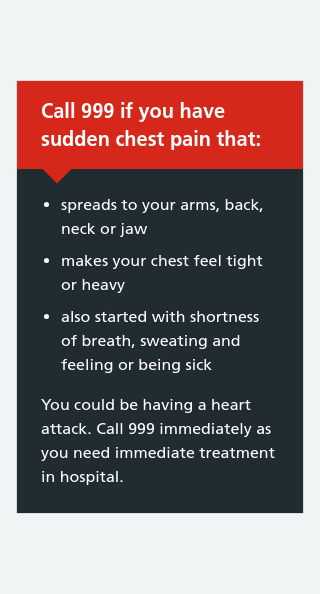 Call 999 if you have
sudden chest pain that:
• spreads to your arms, back,
neck or jaw
• makes your chest feel tight
or heavy
• also started with shortness
of breath, sweating and
feeling or being sick
You could be having a heart
attack. Call 999 immediately as
you need immediate treatment
in hospital.